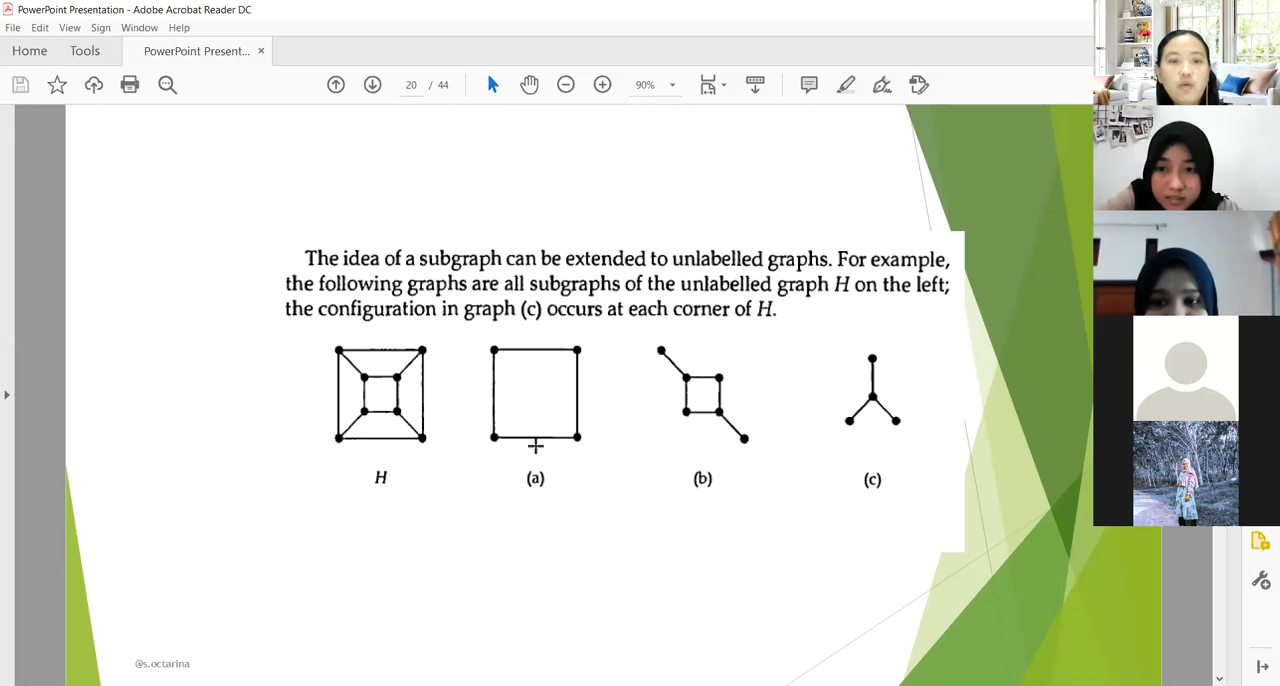 PowerPoint Presentation - Adobe Acrobat Reader DC
File Edit View Sign Window Help
Home Tools PowerPoint Present... ×
20 / 44 90%
The idea of a subgraph can be extended to unlabelled graphs. For example,
the following graphs are all subgraphs of the unlabelled graph H on the left;
the configuration in graph (c) occurs at each corner of H.
H (a) (b) (c)
@s.octarina